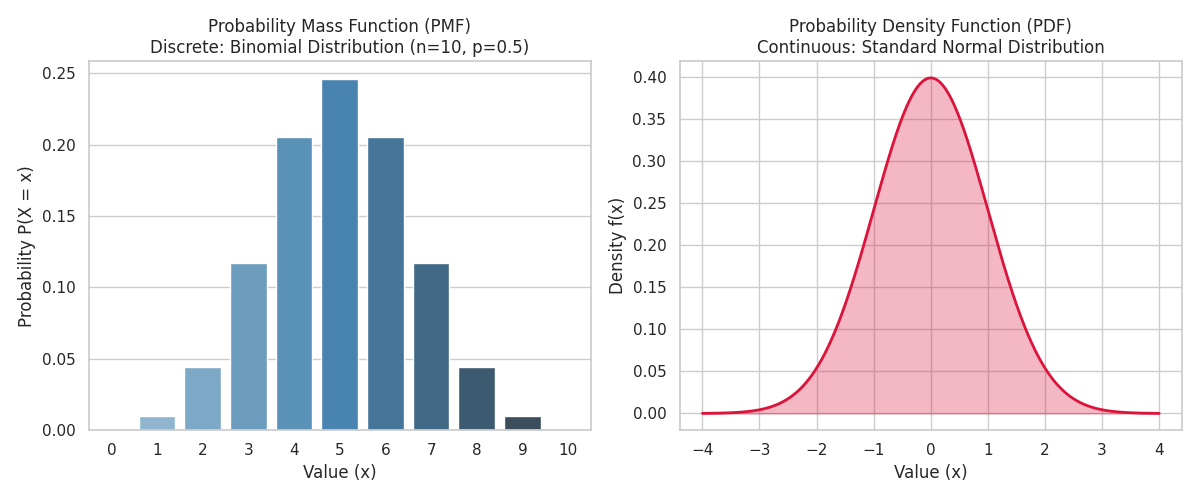 Probability Mass Function (PMF)
Discrete: Binomial Distribution (n=10, p=0.5)
Probability P(X = x)
0.25
0.20
0.15
0.10
0.05
0.00
0 1 2 3 4 5 6 7 8 9 10
Value (x)
Probability Density Function (PDF)
Continuous: Standard Normal Distribution
Density f(x)
0.40
0.35
0.30
0.25
0.20
0.15
0.10
0.05
0.00
−4 −3 −2 −1 0 1 2 3 4
Value (x)